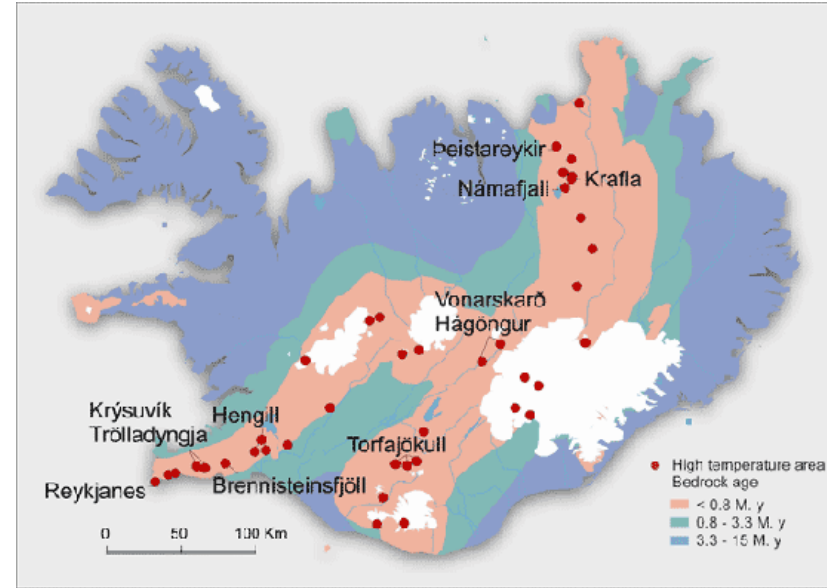 Þeistareykir
Námafjall
Krafla
Vonarskarð
Hágöngur
Krýsuvík
Trölladyngja
Hengill
Torfajökull
Reykjanes
Brennisteinsfjöll
0 50 100 Km
High temperature area
Bedrock age
< 0.8 M. y
0.8 - 3.3 M. y
3.3 - 15 M. y